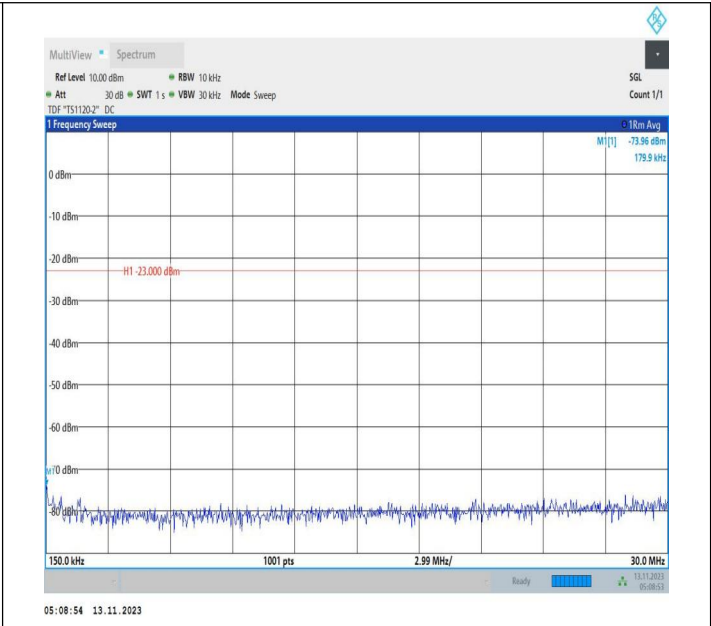 R
S
MultiView Spectrum
Ref Level 10.00 dBm RBW 10 kHz SGL
Att 30 dB SWT 1 s VBW 30 kHz Mode Sweep Count 1/1
TDF "TS1120-2" DC
1 Frequency Sweep 1Rm Avg
M1[1] -73.96 dBm
179.9 kHz
0 dBm
-10 dBm
-20 dBm
H1 -23.000 dBm
-30 dBm
-40 dBm
-50 dBm
-60 dBm
M1
-70 dBm
-80 dBm
150.0 kHz 1001 pts 2.99 MHz/ 30.0 MHz
Ready 13.11.2023
05:08:53
05:08:54 13.11.2023